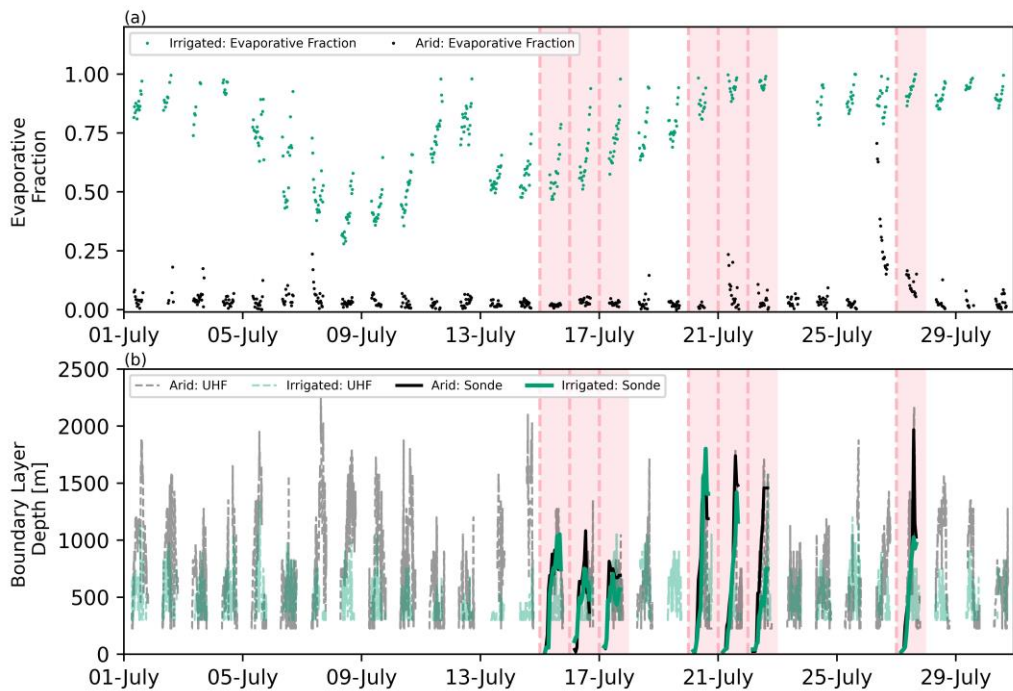 (a)
Irrigated: Evaporative Fraction
Arid: Evaporative Fraction
Evaporative
Fraction
1.00
0.75
0.50
0.25
0.00
01-July
05-July
09-July
13-July
17-July
21-July
25-July
29-July
(b)
Arid: UHF
Irrigated: UHF
Arid: Sonde
Irrigated: Sonde
Boundary Layer
Depth [m]
2500
2000
1500
1000
500
0
01-July
05-July
09-July
13-July
17-July
21-July
25-July
29-July